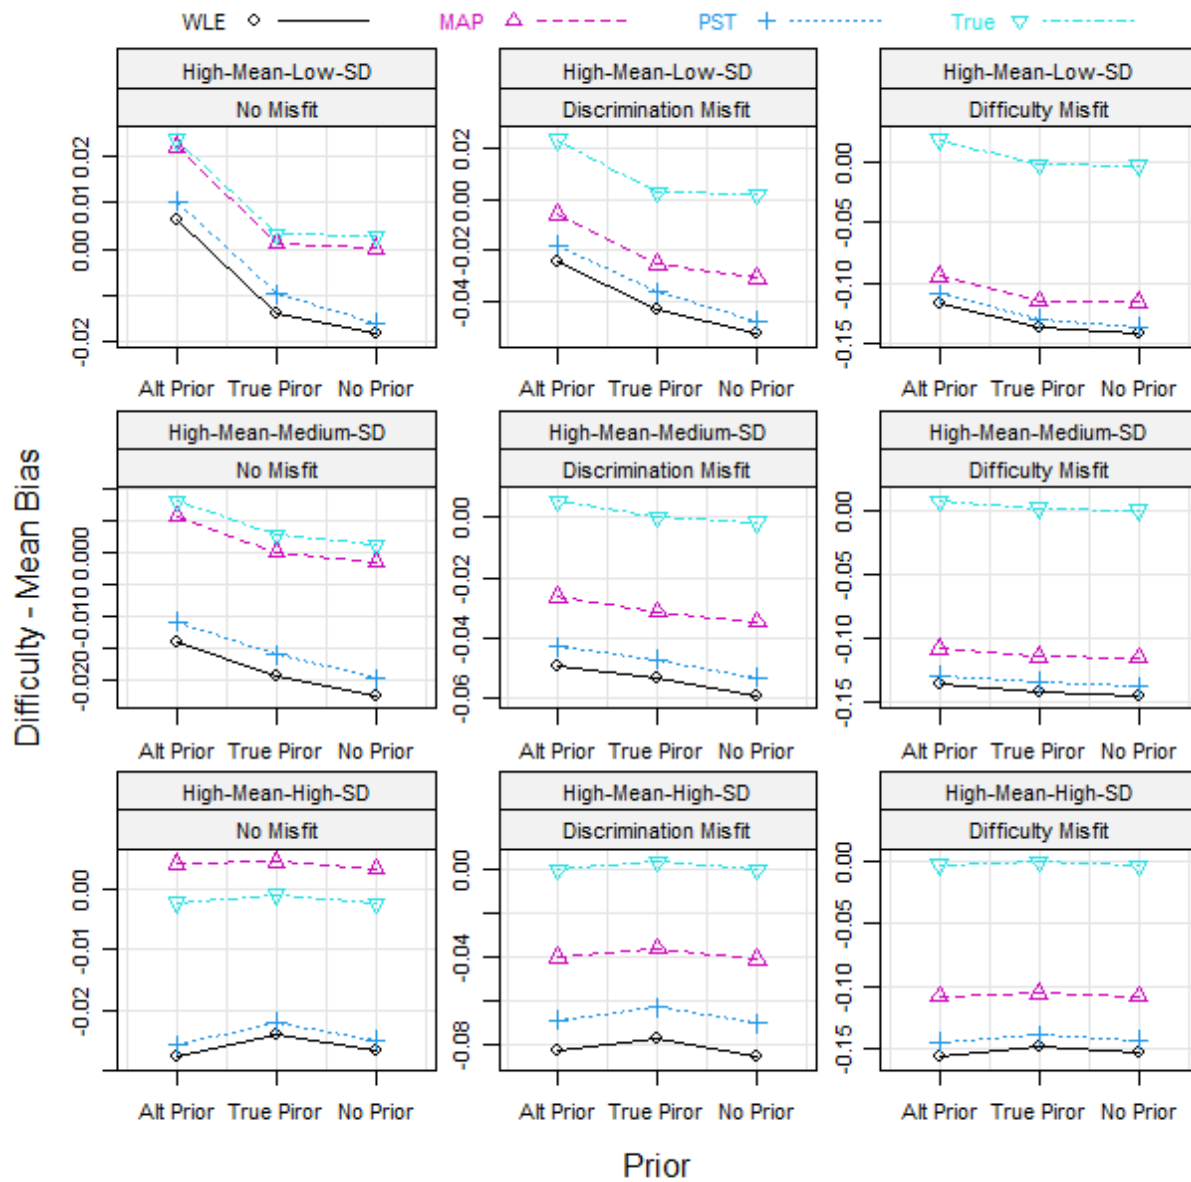 WLE MAP PST True
High-Mean-Low-SD High-Mean-Low-SD High-Mean-Low-SD
No Misfit Discrimination Misfit Difficulty Misfit
0.02 0.01 0.00 -0.02
0.02 0.00 -0.02 -0.04
0.00 -0.05 -0.10 -0.15
Alt Prior True Piror No Prior Alt Prior True Piror No Prior Alt Prior True Piror No Prior
High-Mean-Medium-SD High-Mean-Medium-SD High-Mean-Medium-SD
No Misfit Discrimination Misfit Difficulty Misfit
0.000 -0.010 -0.020
0.00 -0.02 -0.04 -0.06
0.00 -0.05 -0.10 -0.15
Difficulty - Mean Bias
Alt Prior True Piror No Prior Alt Prior True Piror No Prior Alt Prior True Piror No Prior
High-Mean-High-SD High-Mean-High-SD High-Mean-High-SD
No Misfit Discrimination Misfit Difficulty Misfit
0.00 -0.01 -0.02
0.00 -0.04 -0.08
0.00 -0.05 -0.10 -0.15
Alt Prior True Piror No Prior Alt Prior True Piror No Prior Alt Prior True Piror No Prior
Prior